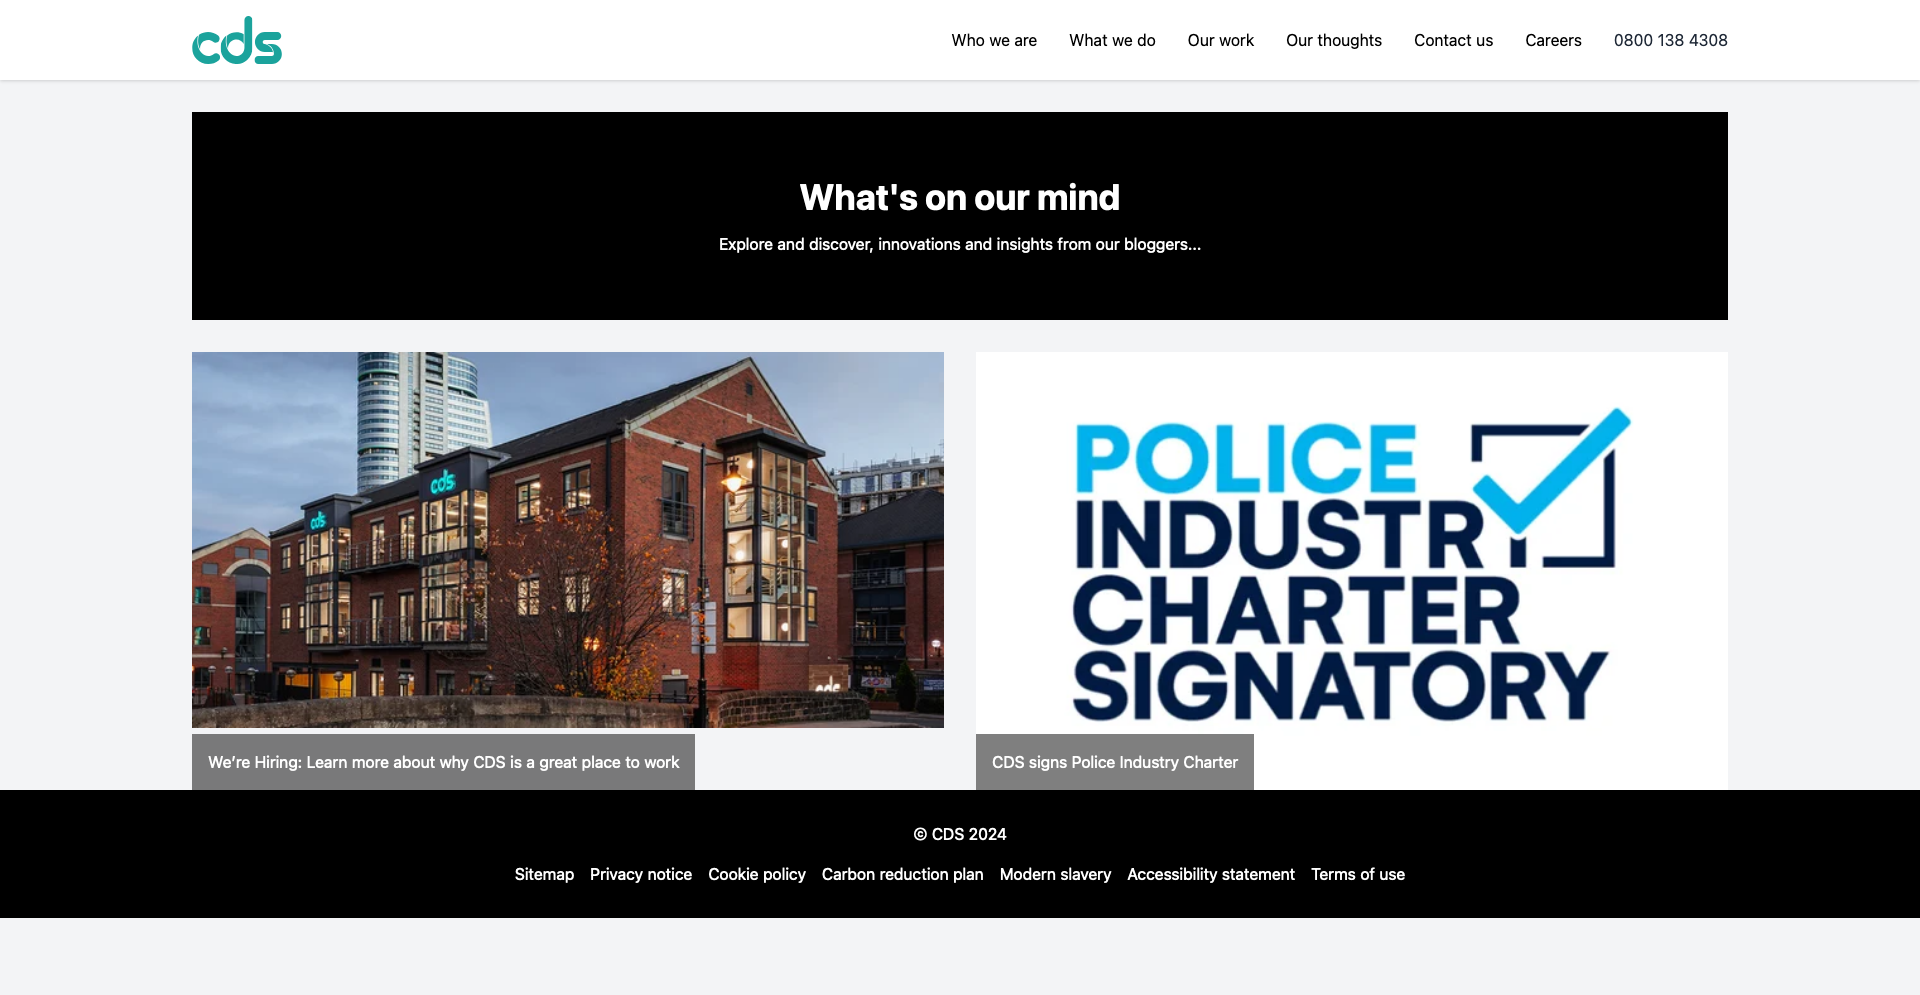 cds
Who we are
What we do
Our work
Our thoughts
Contact us
Careers
0800 138 4308
What's on our mind
Explore and discover, innovations and insights from our bloggers...
cds
cds
cds
POLICE
INDUSTRY
CHARTER
SIGNATORY
We’re Hiring: Learn more about why CDS is a great place to work
CDS signs Police Industry Charter
© CDS 2024
Sitemap
Privacy notice
Cookie policy
Carbon reduction plan
Modern slavery
Accessibility statement
Terms of use